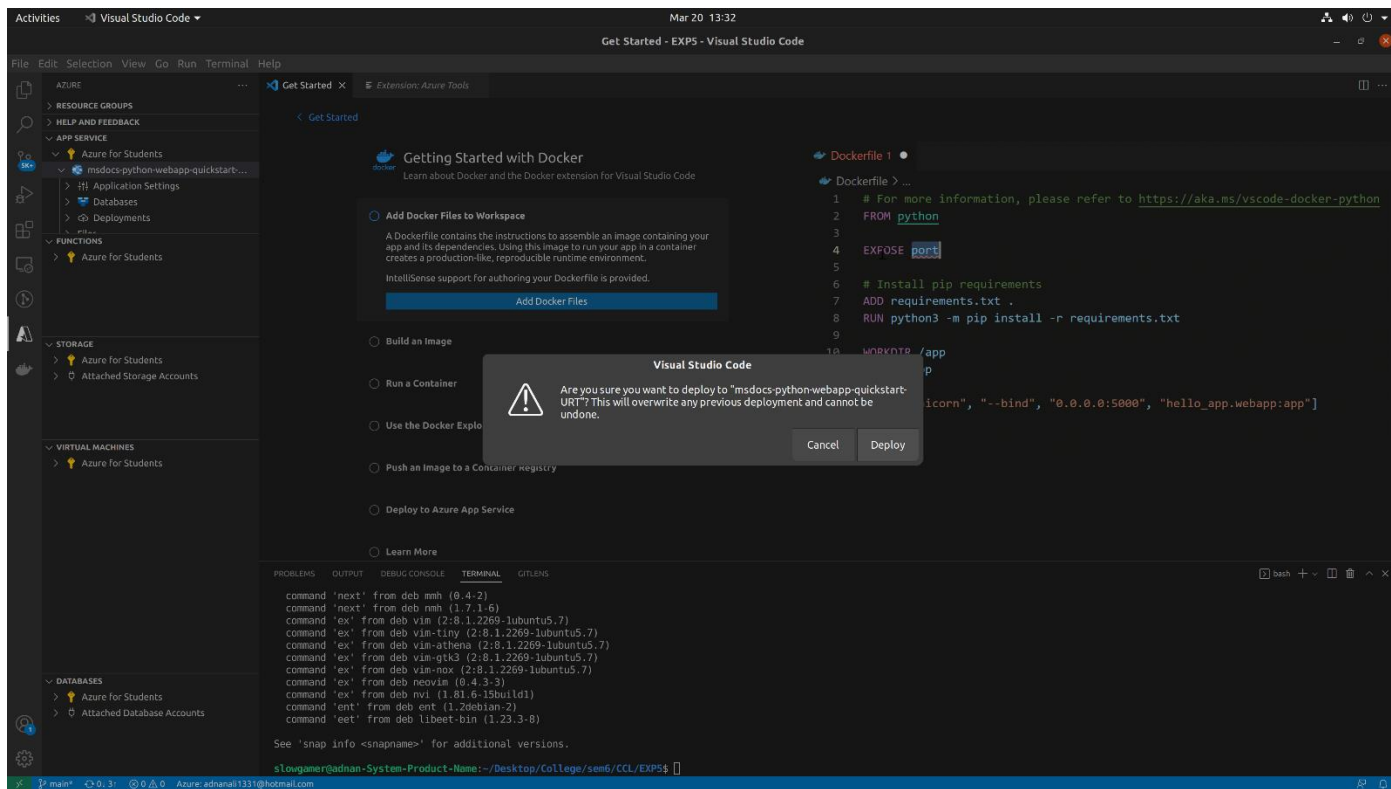 Activities
Visual Studio Code
Mar 20 13:32
Get Started - EXP5 - Visual Studio Code
File Edit Selection View Go Run Terminal Help
AZURE
RESOURCE GROUPS
HELP AND FEEDBACK
APP SERVICE
Azure for Students
msdocs-python-webapp-quickstart-...
Application Settings
Databases
Deployments
FUNCTIONS
Azure for Students
STORAGE
Azure for Students
Attached Storage Accounts
VIRTUAL MACHINES
Azure for Students
DATABASES
Azure for Students
Attached Database Accounts
5K+
1
Get Started
Extension: Azure Tools
< Get Started
docker
Getting Started with Docker
Learn about Docker and the Docker extension for Visual Studio Code
Add Docker Files to Workspace
A Dockerfile contains the instructions to assemble an image containing your
app and its dependencies. Using this image to run your app in a container
creates a production-like, reproducible runtime environment.
IntelliSense support for authoring your Dockerfile is provided.
Add Docker Files
Build an Image
Run a Container
Use the Docker Explo
Push an Image to a Container Registry
Deploy to Azure App Service
Learn More
Dockerfile 1
Dockerfile > ...
1 # For more information, please refer to https://aka.ms/vscode-docker-python
2 FROM python
3
4 EXPOSE port
5
6 # Install pip requirements
7 ADD requirements.txt .
8 RUN python3 -m pip install -r requirements.txt
9
10 WORKDIR /app
icorn", "--bind", "0.0.0.0:5000", "hello_app.webapp:app"]
Visual Studio Code
Are you sure you want to deploy to "msdocs-python-webapp-quickstart-
URT"? This will overwrite any previous deployment and cannot be
undone.
Cancel
Deploy
PROBLEMS OUTPUT DEBUG CONSOLE TERMINAL GITLENS
bash
command 'next' from deb mmh (0.4-2)
command 'next' from deb nmh (1.7.1-6)
command 'ex' from deb vim (2:8.1.2269-1ubuntu5.7)
command 'ex' from deb vim-tiny (2:8.1.2269-1ubuntu5.7)
command 'ex' from deb vim-athena (2:8.1.2269-1ubuntu5.7)
command 'ex' from deb vim-gtk3 (2:8.1.2269-1ubuntu5.7)
command 'ex' from deb vim-nox (2:8.1.2269-1ubuntu5.7)
command 'ex' from deb neovim (0.4.3-3)
command 'ex' from deb nvi (1.81.6-15build1)
command 'ent' from deb ent (1.2debian-2)
command 'eet' from deb libeet-bin (1.23.3-8)
See 'snap info <snapname>' for additional versions.
slowgamer@adnan-System-Product-Name:~/Desktop/College/sem6/CCL/EXP5$
main* 0↓ 3↑ 0 0 Azure: adnanali1331@hotmail.com